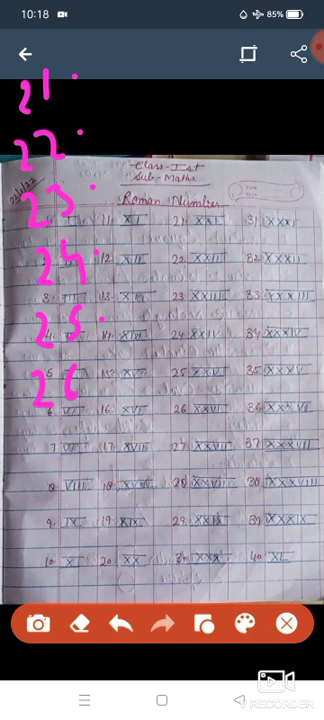 10:18 85%
21.
22.
23.
24.
25.
26
Class-Ist
Sub-Maths
Roman Number
21. XXI 31. XXXI
12. XII 22. XXII 32. XXXII
3. III 13. XIII 23 XXIII 33. XXXIII
4. 14. XIV 24 XXIV 34. XXXIV
5 15. XV 25 XXV 35. XXXV
6. VI 16. XVI 26 XXVI 36. XXXVI
7. VII 17. XVII 27. XXVII 37. XXXVII
8. VIII 18. XVIII 28 XXVIII 38. XXXVIII
9. IX 19. XIX 29. XXIX 39. XXXIX
10. X 20. XX 30. XXX 40. XL
RECORDER